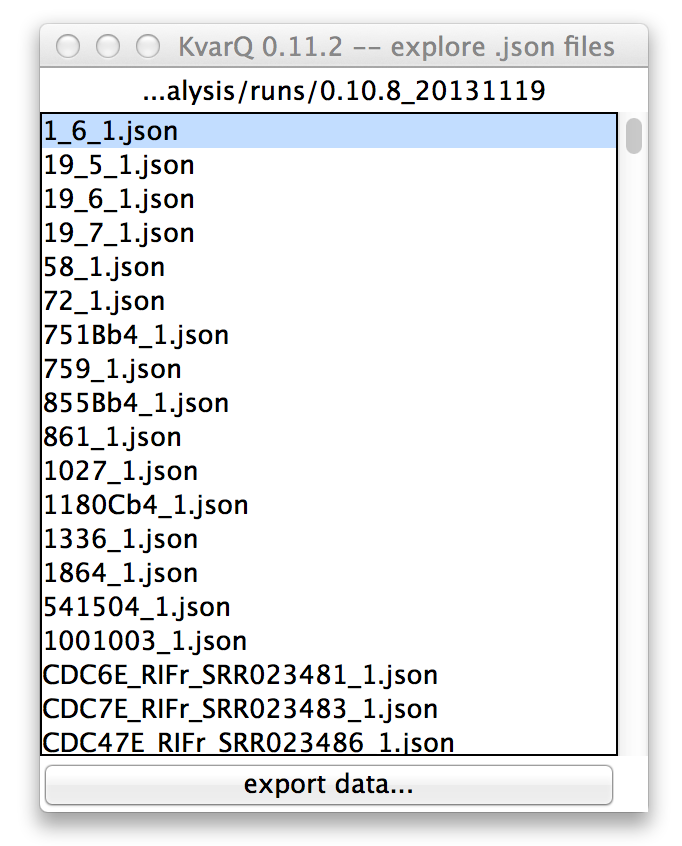 KvarQ 0.11.2 -- explore .json files
...alysis/runs/0.10.8_20131119
1_6_1.json
19_5_1.json
19_6_1.json
19_7_1.json
58_1.json
72_1.json
751Bb4_1.json
759_1.json
855Bb4_1.json
861_1.json
1027_1.json
1180Cb4_1.json
1336_1.json
1864_1.json
541504_1.json
1001003_1.json
CDC6E_RIFr_SRR023481_1.json
CDC7E_RIFr_SRR023483_1.json
CDC47E_RIFr_SRR023486_1.json
export data...